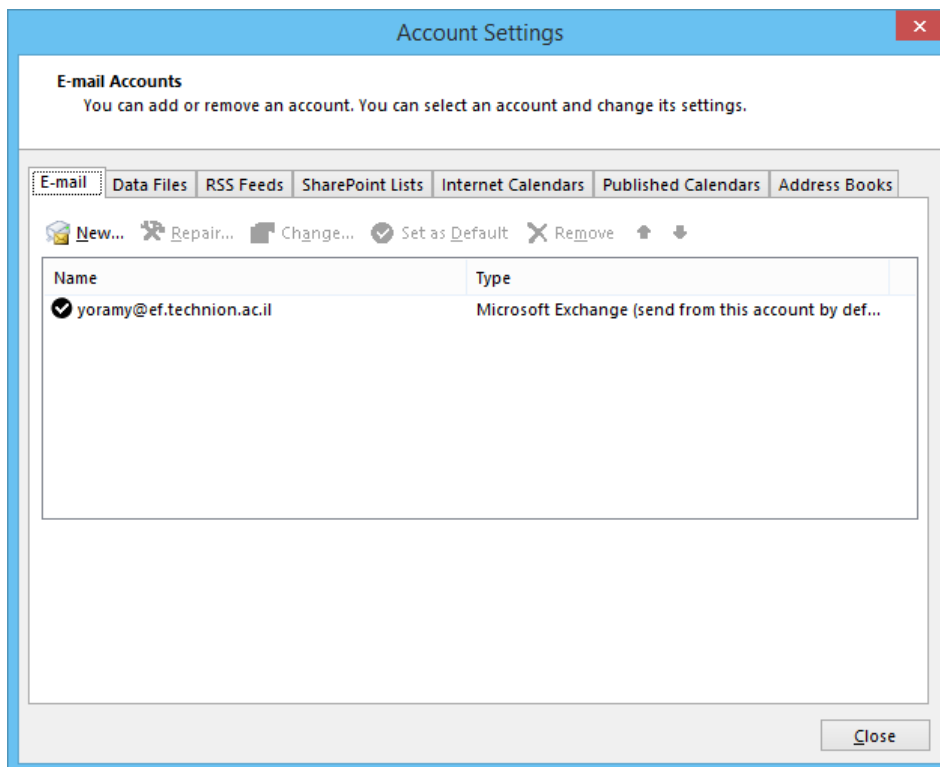 Account Settings
E-mail Accounts
You can add or remove an account. You can select an account and change its settings.
E-mail Data Files RSS Feeds SharePoint Lists Internet Calendars Published Calendars Address Books
New... Repair... Change... Set as Default Remove
Name Type
yoramy@ef.technion.ac.il Microsoft Exchange (send from this account by def...
Close